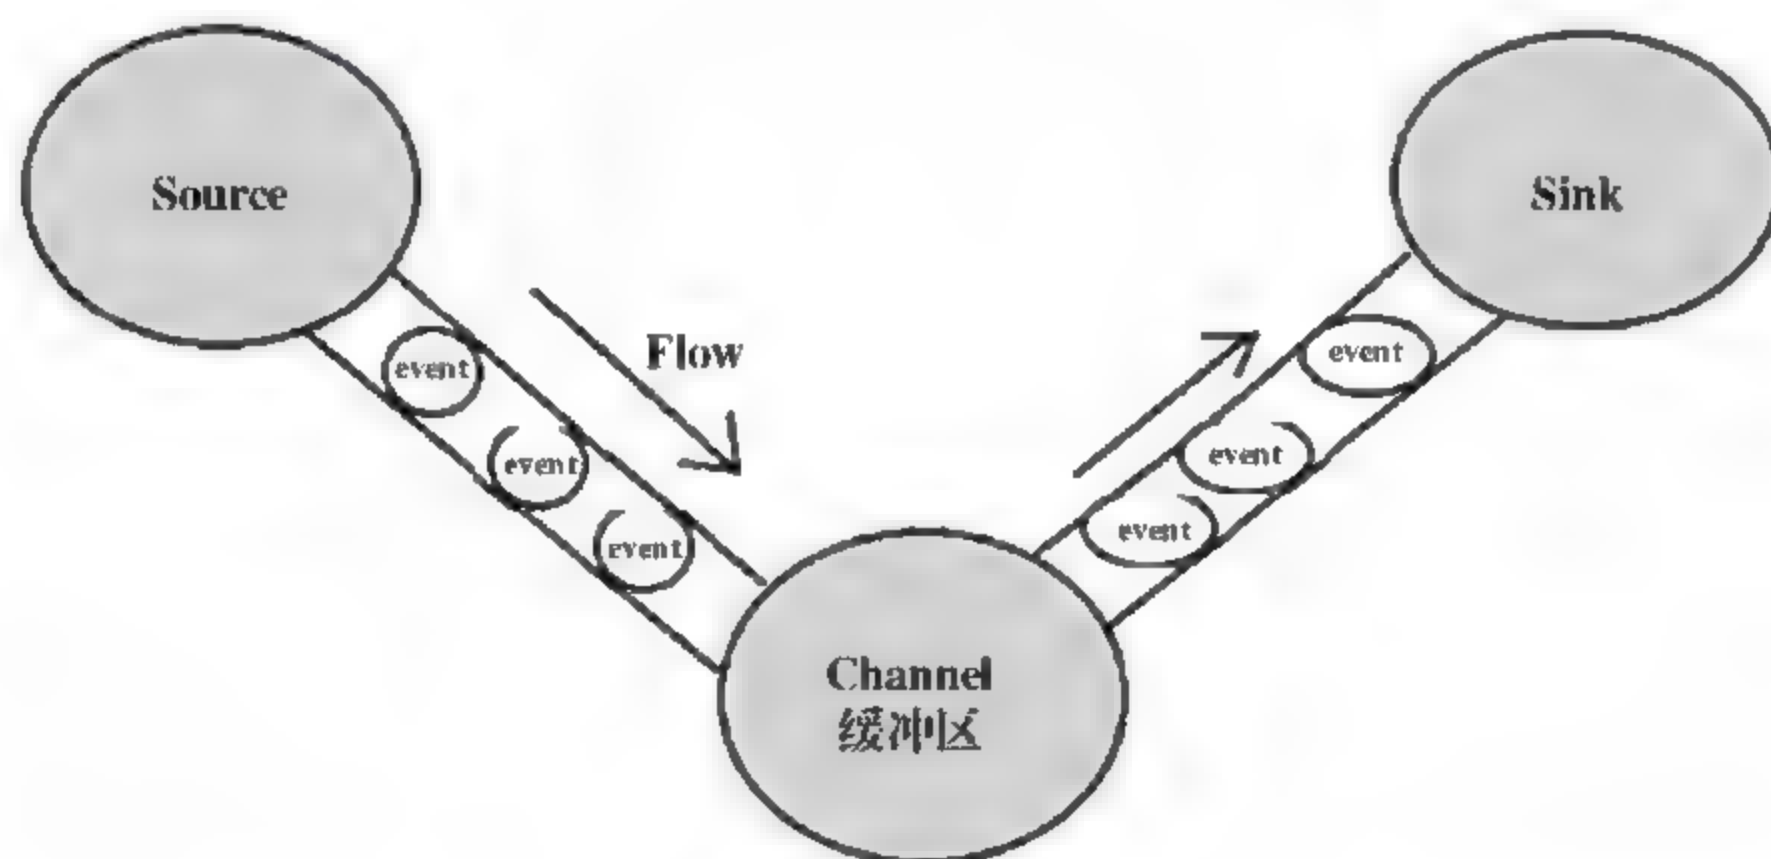 Source
Sink
Flow
event
event
event
event
event
event
Channel
缓冲区